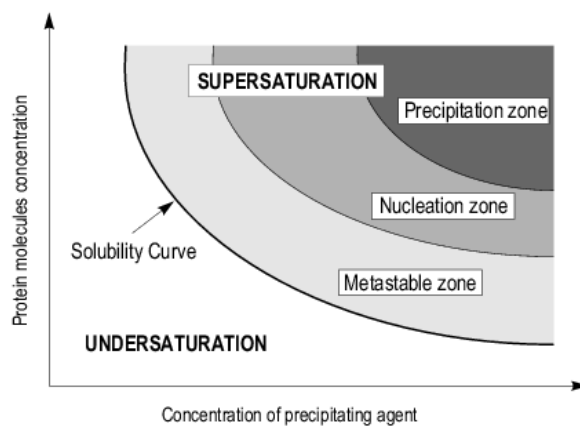 SUPERSATURATION
Precipitation zone
Nucleation zone
Solubility Curve
Metastable zone
UNDERSATURATION
Protein molecules concentration
Concentration of precipitating agent